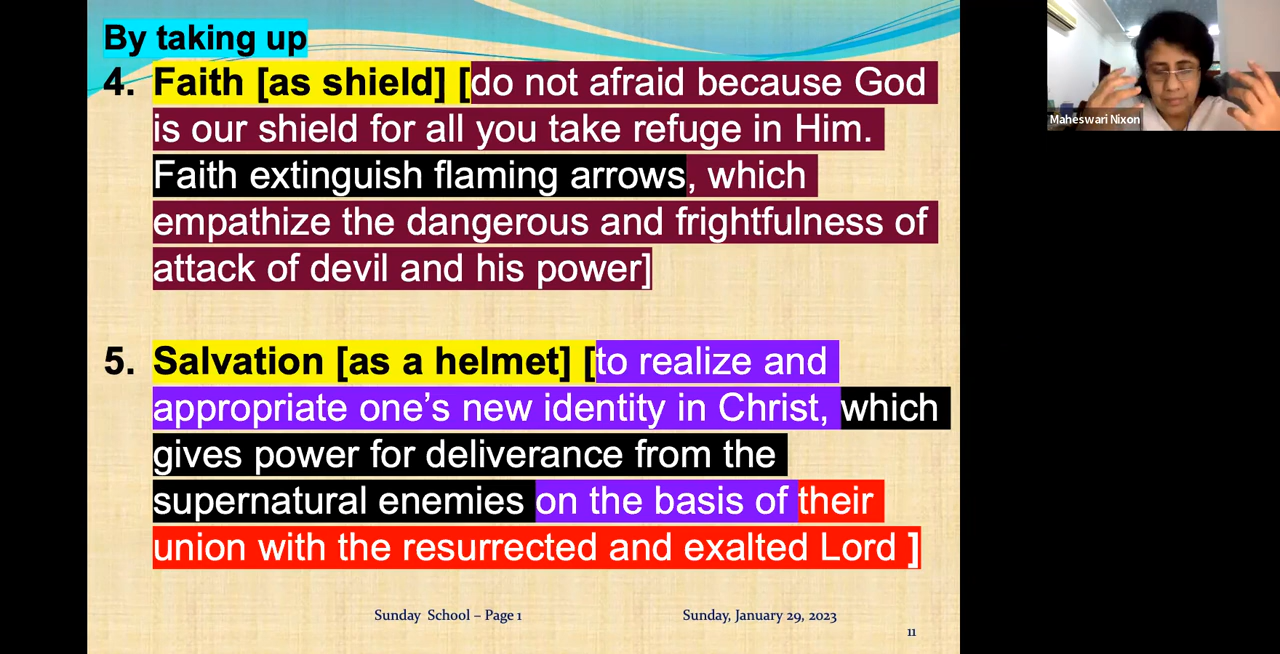 By taking up
4. Faith [as shield] [do not afraid because God
is our shield for all you take refuge in Him.
Faith extinguish flaming arrows, which
empathize the dangerous and frightfulness of
attack of devil and his power]
5. Salvation [as a helmet] [to realize and
appropriate one’s new identity in Christ, which
gives power for deliverance from the
supernatural enemies on the basis of their
union with the resurrected and exalted Lord ]
Sunday School – Page 1
Sunday, January 29, 2023
11
Maheswari Nixon